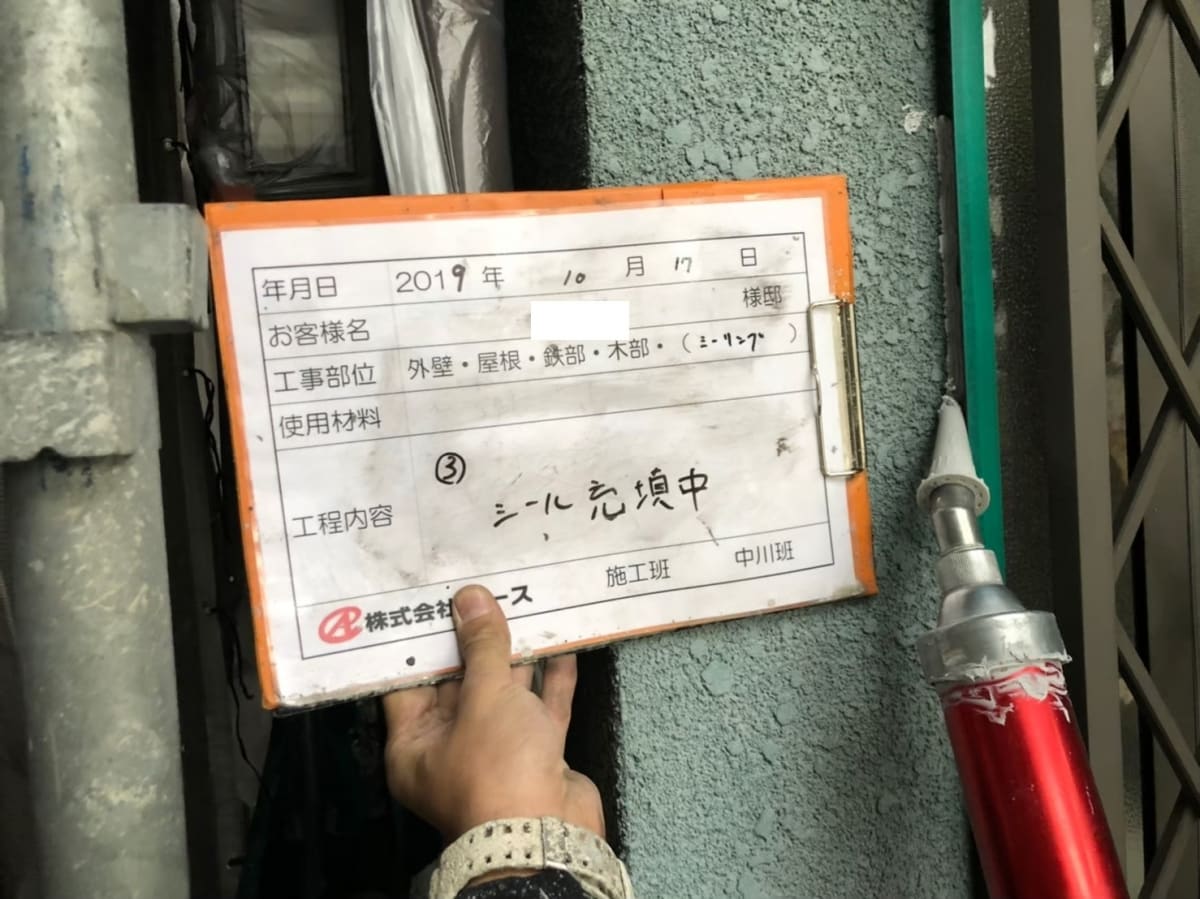 年月日 2019 年 10 月 17 日
お客様名 様邸
工事部位 外壁・屋根・鉄部・木部・(シーリング)
使用材料
工程内容 ③ シール充填中
株式会社 ース 施工班 中川班